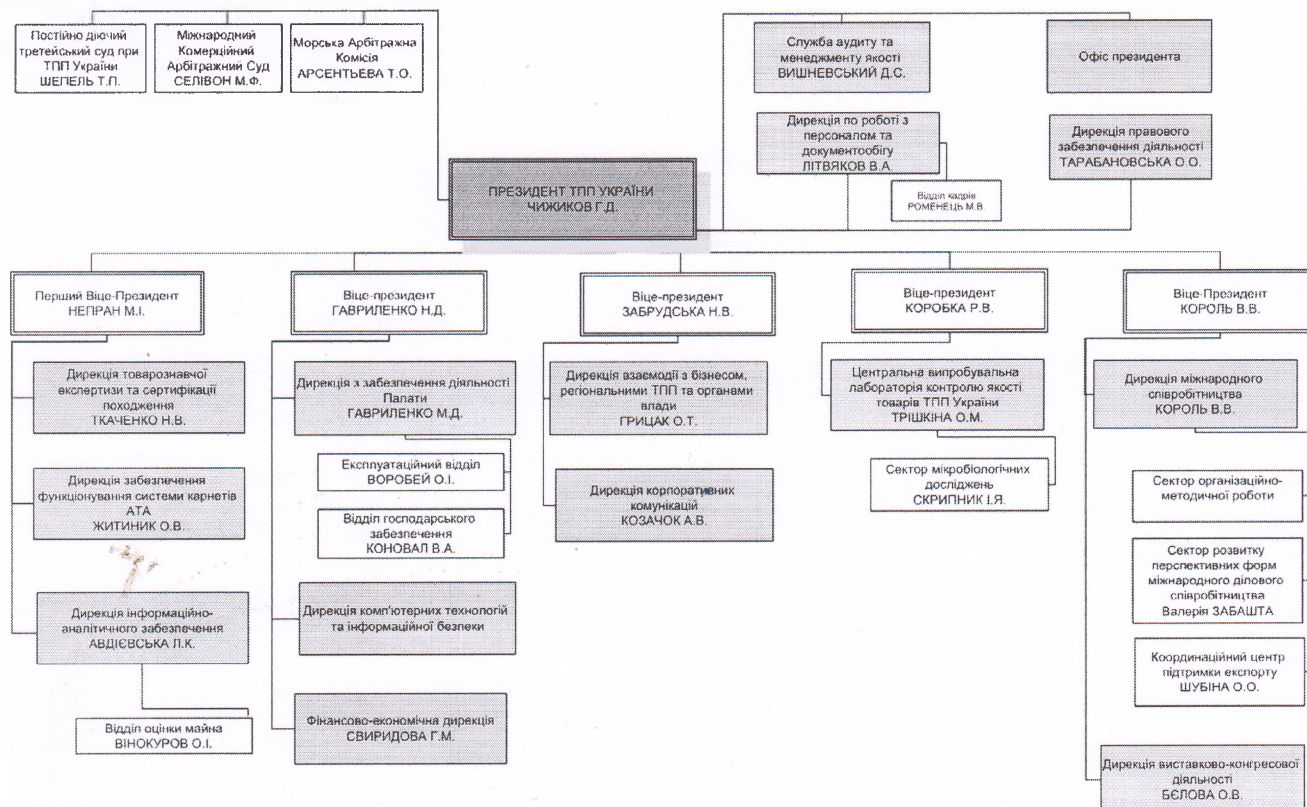 Постійно діючий
третейський суд при
ТПП України
ШЕПЕЛЬ Т.П.
Міжнародний
Комерційний
Арбітражний Суд
СЕЛІВОН М.Ф.
Морська Арбітражна
Комісія
АРСЕНТЬЕВА Т.О.
Служба аудиту та
менеджменту якості
ВИШНЕВСЬКИЙ Д.С.
Офіс президента
Дирекція по роботі з
персоналом та
документообігу
ЛІТВЯКОВ В.А.
Відділ кадрів
РОМЕНЕЦЬ М.В.
Дирекція правового
забезпечення діяльності
ТАРАБАНОВСЬКА О.О.
ПРЕЗИДЕНТ ТПП УКРАЇНИ
ЧИЖИКОВ Г.Д.
Перший Віце-Президент
НЕПРАН М.І.
Віце-президент
ГАВРИЛЕНКО Н.Д.
Віце-президент
ЗАБРУДСЬКА Н.В.
Віце-президент
КОРОБКА Р.В.
Віце-Президент
КОРОЛЬ В.В.
Дирекція товарознавчої
експертизи та сертифікації
походження
ТКАЧЕНКО Н.В.
Дирекція забезпечення
функціонування системи карнетів
АТА
ЖИТИНИК О.В.
Дирекція інформаційно-
аналітичного забезпечення
АВДІЄВСЬКА Л.К.
Відділ оцінки майна
ВІНОКУРОВ О.І.
Дирекція з забезпечення діяльності
Палати
ГАВРИЛЕНКО М.Д.
Експлуатаційний відділ
ВОРОБЕЙ О.І.
Відділ господарського
забезпечення
КОНОВАЛ В.А.
Дирекція комп'ютерних технологій
та інформаційної безпеки
Фінансово-економічна дирекція
СВИРИДОВА Г.М.
Дирекція взаємодії з бізнесом,
регіональними ТПП та органами
влади
ГРИЦАК О.Т.
Дирекція корпоративних
комунікацій
КОЗАЧОК А.В.
Центральна випробувальна
лабораторія контролю якості
товарів ТПП України
ТРІШКІНА О.М.
Сектор мікробіологічних
досліджень
СКРИПНИК І.Я.
Дирекція міжнародного
співробітництва
КОРОЛЬ В.В.
Сектор організаційно-
методичної роботи
Сектор розвитку
перспективних форм
міжнародного ділового
співробітництва
Валерія ЗАБАШТА
Координаційний центр
підтримки експорту
ШУБІНА О.О.
Дирекція виставково-конгресової
діяльності
БЄЛОВА О.В.